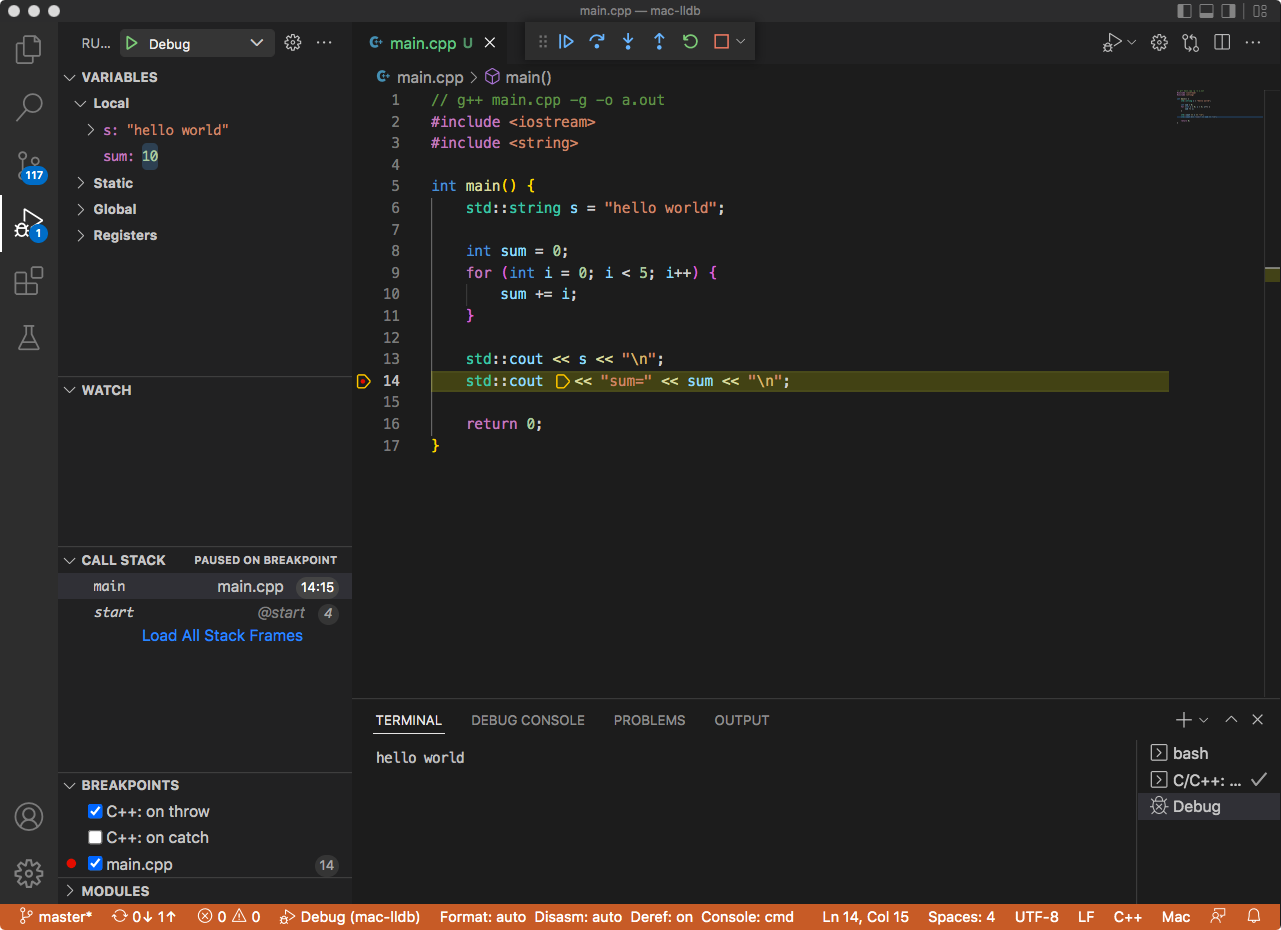 main.cpp — mac-lldb
RU... Debug
VARIABLES
Local
s: "hello world"
sum: 10
Static
Global
Registers
WATCH
CALL STACK PAUSED ON BREAKPOINT
main main.cpp 14:15
start @start 4
Load All Stack Frames
BREAKPOINTS
C++: on throw
C++: on catch
main.cpp 14
MODULES
117
1
main.cpp U
main.cpp > main()
1 // g++ main.cpp -g -o a.out
2 #include <iostream>
3 #include <string>
4
5 int main() {
6 std::string s = "hello world";
7
8 int sum = 0;
9 for (int i = 0; i < 5; i++) {
10 sum += i;
11 }
12
13 std::cout << s << "\n";
14 std::cout << "sum=" << sum << "\n";
15
16 return 0;
17 }
TERMINAL DEBUG CONSOLE PROBLEMS OUTPUT
hello world
bash
C/C++: ...
Debug
master* 0↓ 1↑ 0 0 Debug (mac-lldb) Format: auto Disasm: auto Deref: on Console: cmd Ln 14, Col 15 Spaces: 4 UTF-8 LF C++ Mac